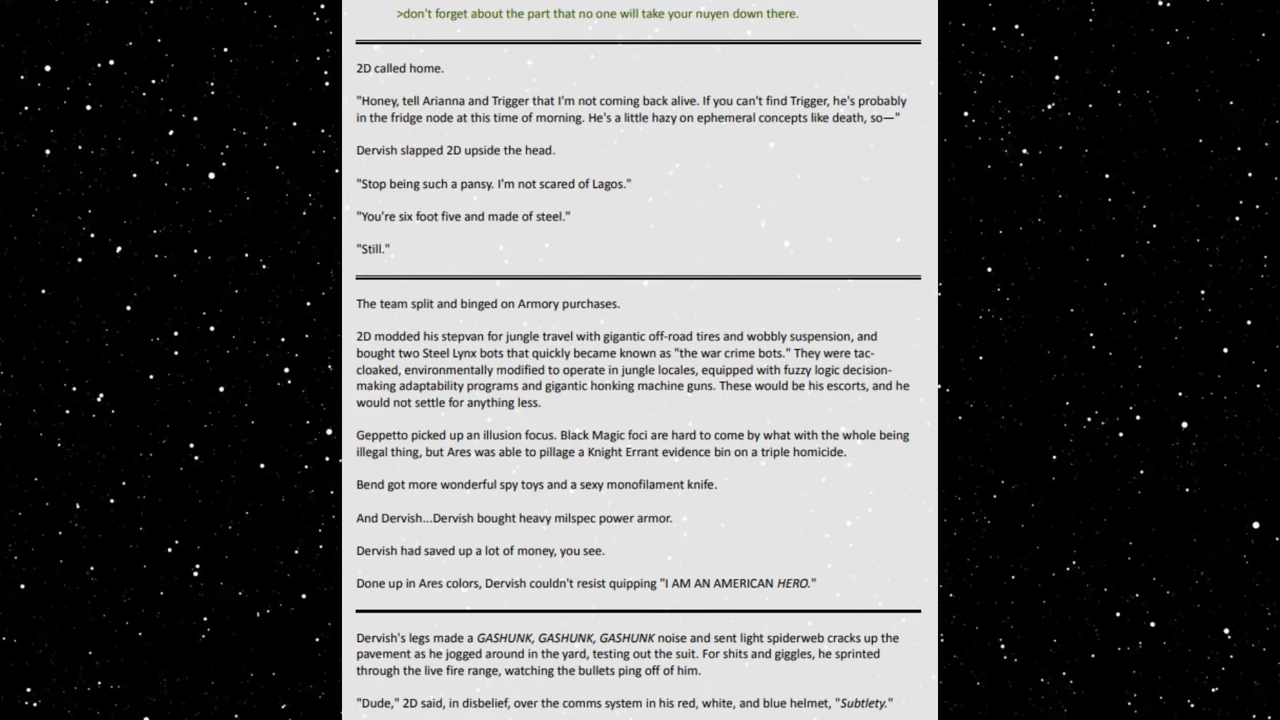 >don't forget about the part that no one will take your nuyen down there.
2D called home.
"Honey, tell Arianna and Trigger that I'm not coming back alive. If you can't find Trigger, he's probably
in the fridge node at this time of morning. He's a little hazy on ephemeral concepts like death, so—"
Dervish slapped 2D upside the head.
"Stop being such a pansy. I'm not scared of Lagos."
"You're six foot five and made of steel."
"Still."
The team split and binged on Armory purchases.
2D modded his stepvan for jungle travel with gigantic off-road tires and wobbly suspension, and
bought two Steel Lynx bots that quickly became known as "the war crime bots." They were tac-
cloaked, environmentally modified to operate in jungle locales, equipped with fuzzy logic decision-
making adaptability programs and gigantic honking machine guns. These would be his escorts, and he
would not settle for anything less.
Geppetto picked up an illusion focus. Black Magic foci are hard to come by what with the whole being
illegal thing, but Ares was able to pillage a Knight Errant evidence bin on a triple homicide.
Bend got more wonderful spy toys and a sexy monofilament knife.
And Dervish...Dervish bought heavy milspec power armor.
Dervish had saved up a lot of money, you see.
Done up in Ares colors, Dervish couldn't resist quipping "I AM AN AMERICAN HERO."
Dervish's legs made a GASHUNK, GASHUNK, GASHUNK noise and sent light spiderweb cracks up the
pavement as he jogged around in the yard, testing out the suit. For shits and giggles, he sprinted
through the live fire range, watching the bullets ping off of him.
"Dude," 2D said, in disbelief, over the comms system in his red, white, and blue helmet, "Subtlety."